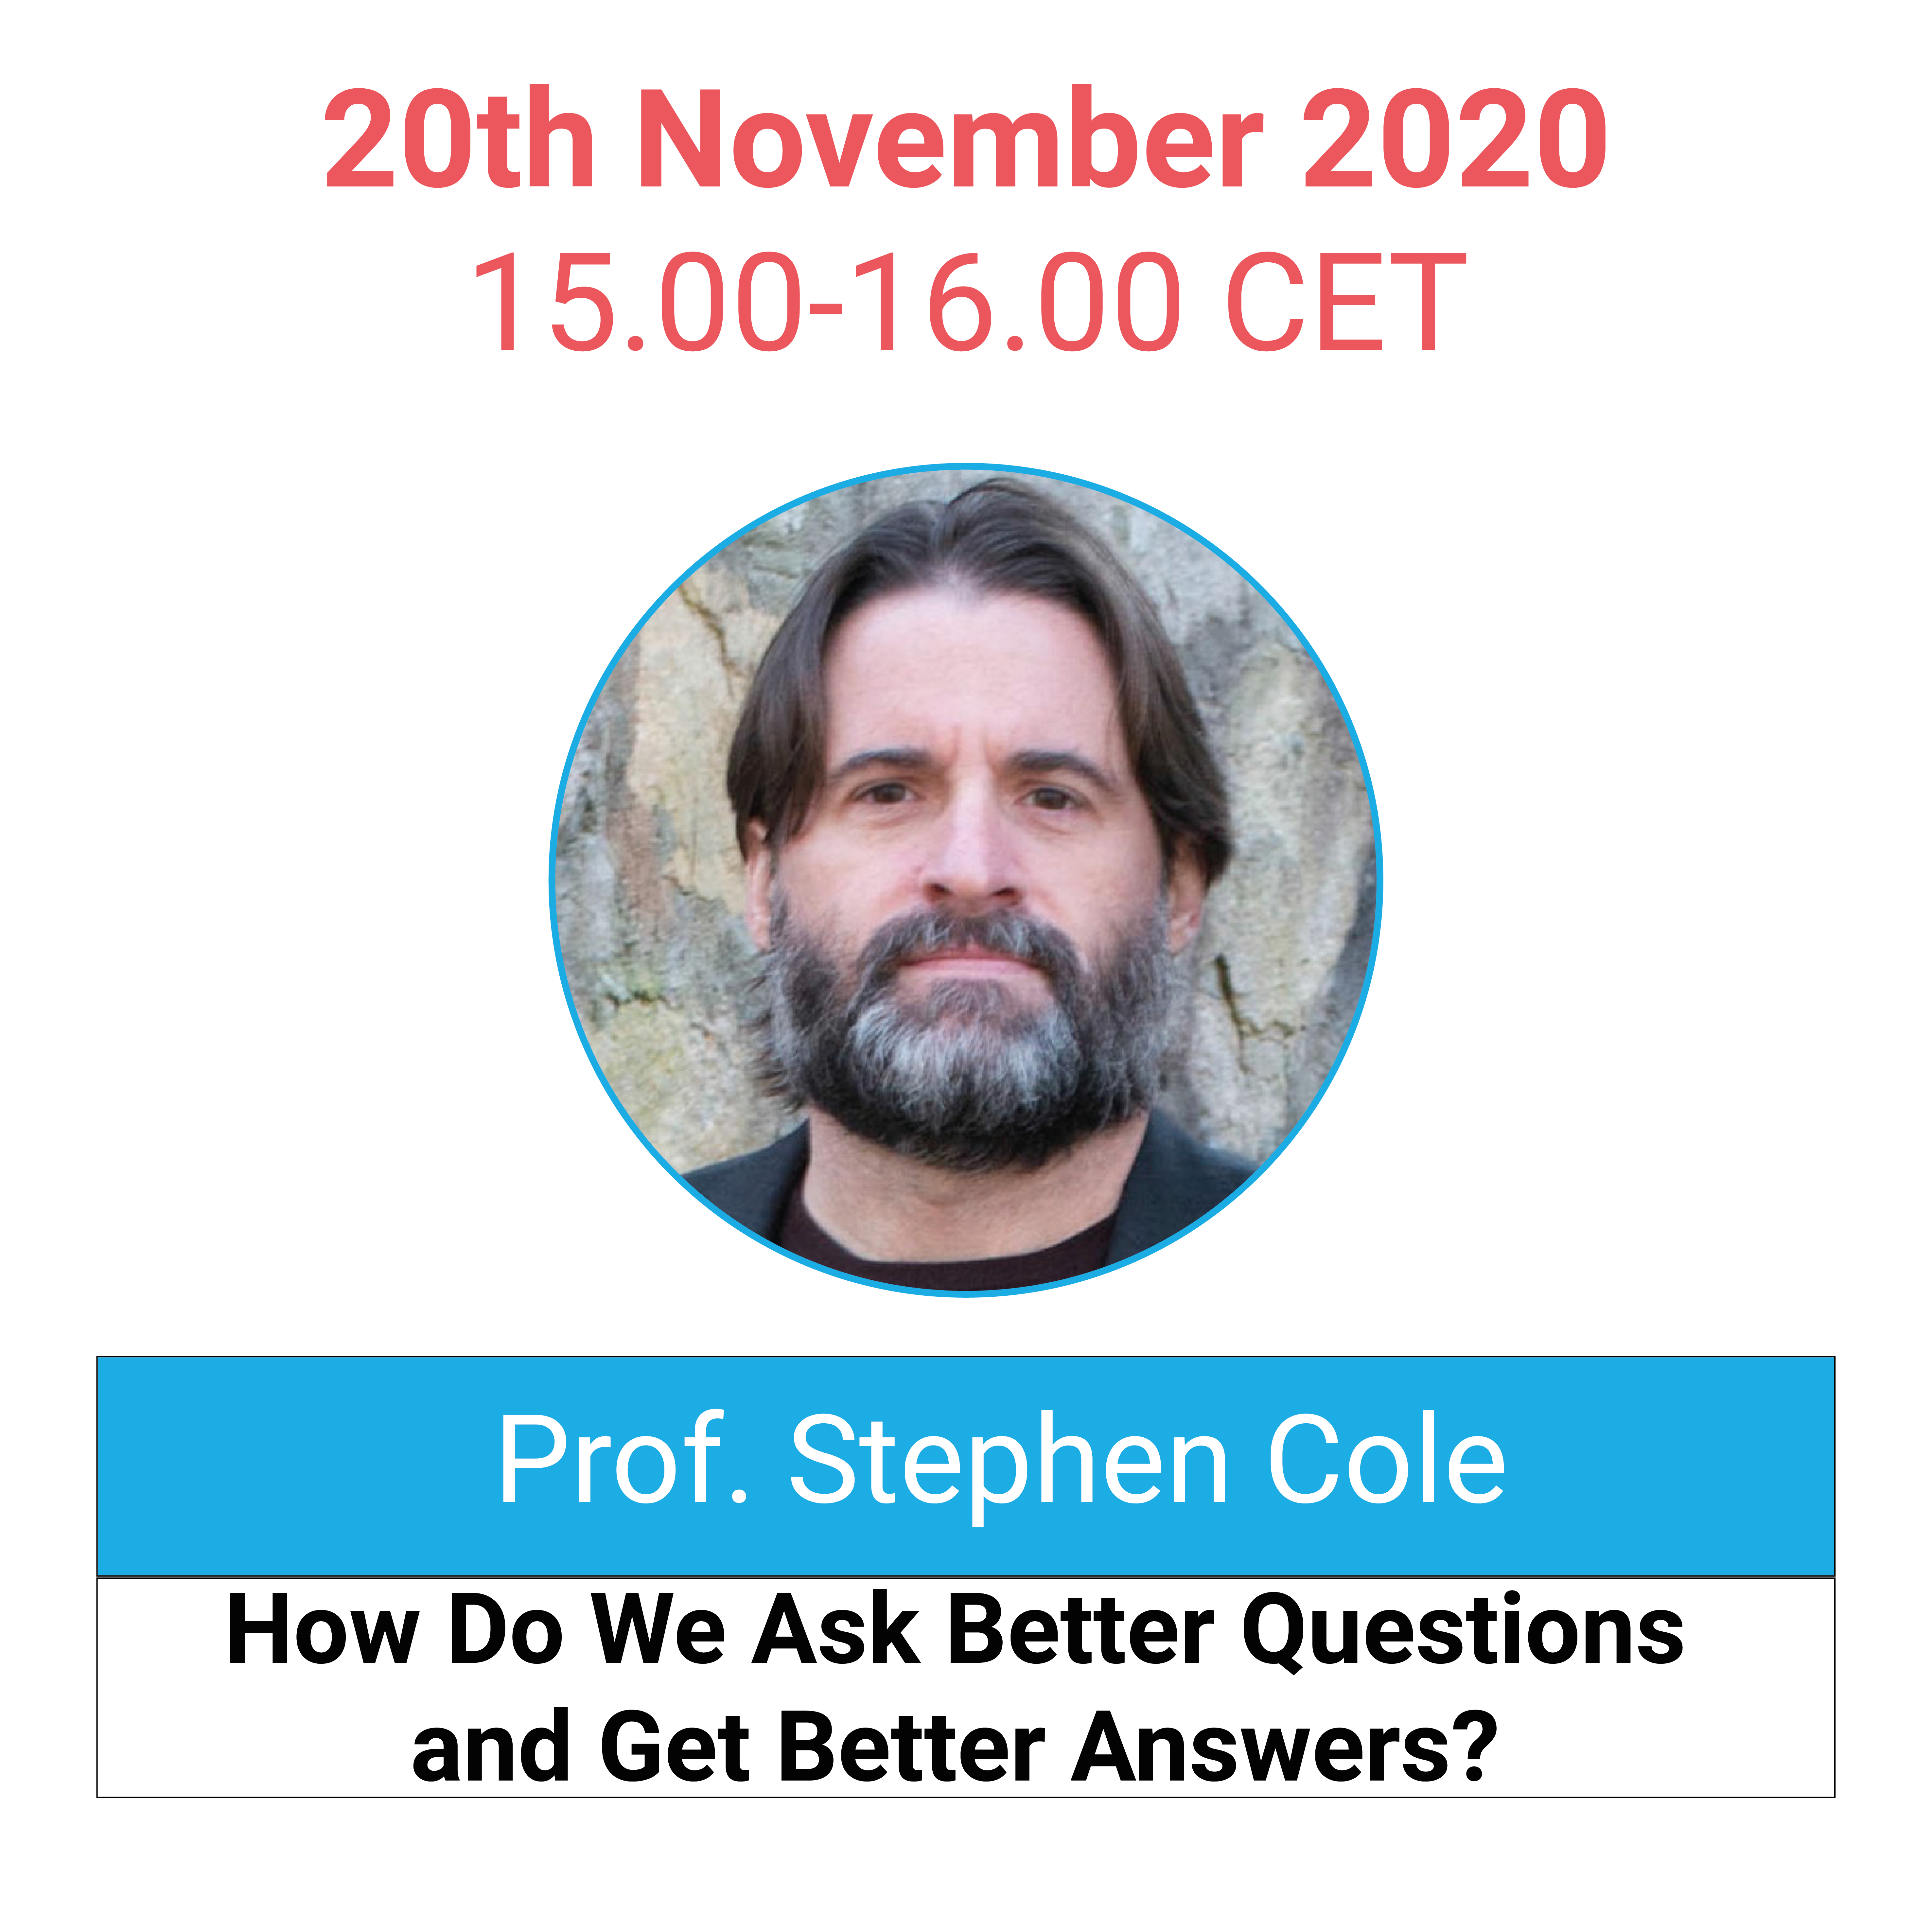 20th November 2020
15.00-16.00 CET
Prof. Stephen Cole
How Do We Ask Better Questions
and Get Better Answers?